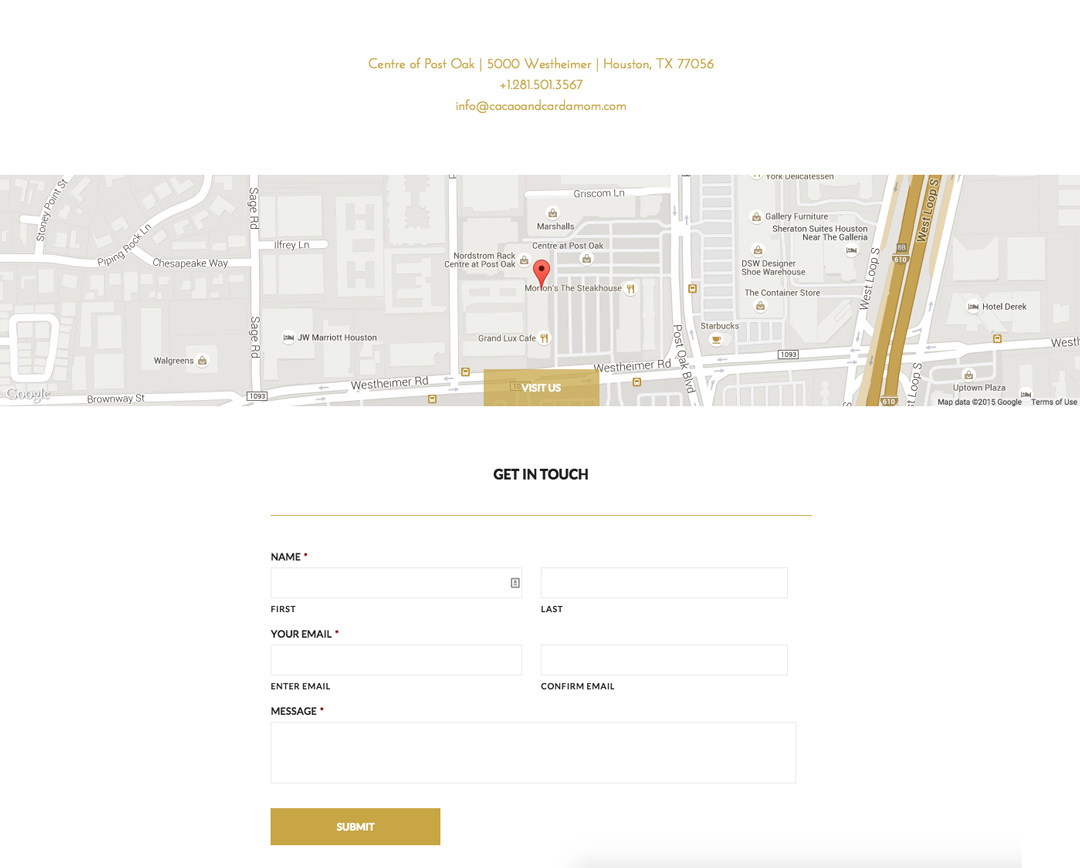 Centre of Post Oak | 5000 Westheimer | Houston, TX 77056
+1.281.501.3567
info@cacaoandcardamom.com
York Delicatessen
Stoney Point St
Sage Rd
Griscom Ln
West Loop S
Gallery Furniture
Marshalls
Piping Rock Ln
Sheraton Suites Houston
Near The Galleria
Ilfrey Ln
Centre at Post Oak
8B
Nordstrom Rack
Centre at Post Oak
610
Chesapeake Way
DSW Designer
Shoe Warehouse
West Loop S
Morton's The Steakhouse
The Container Store
Hotel Derek
Sage Rd
Starbucks
JW Marriott Houston
Grand Lux Cafe
Post Oak Blvd
1093
Westh
Walgreens
Westheimer Rd
Westheimer Rd
Uptown Plaza
VISIT US
Google
Brownway St
1093
610
Loop S
Map data ©2015 Google
Terms of Use
GET IN TOUCH
NAME *
FIRST
LAST
YOUR EMAIL *
ENTER EMAIL
CONFIRM EMAIL
MESSAGE *
SUBMIT